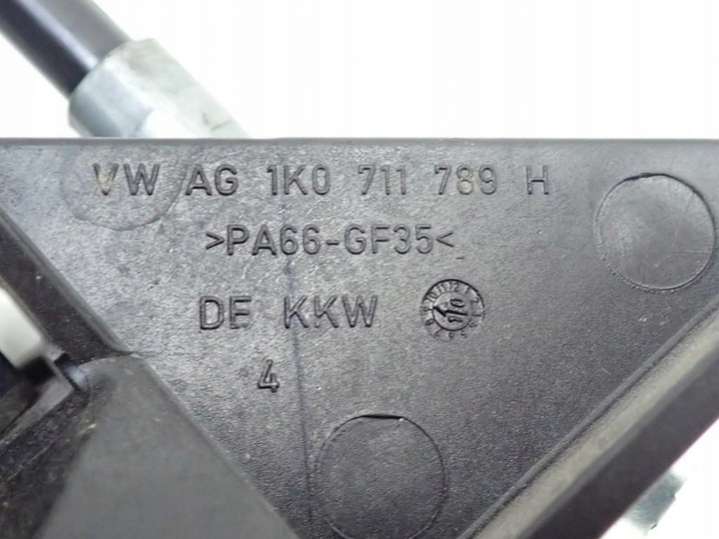 VW AG 1K0 711 789 H
>PA66-GF35<
DE KKW
4